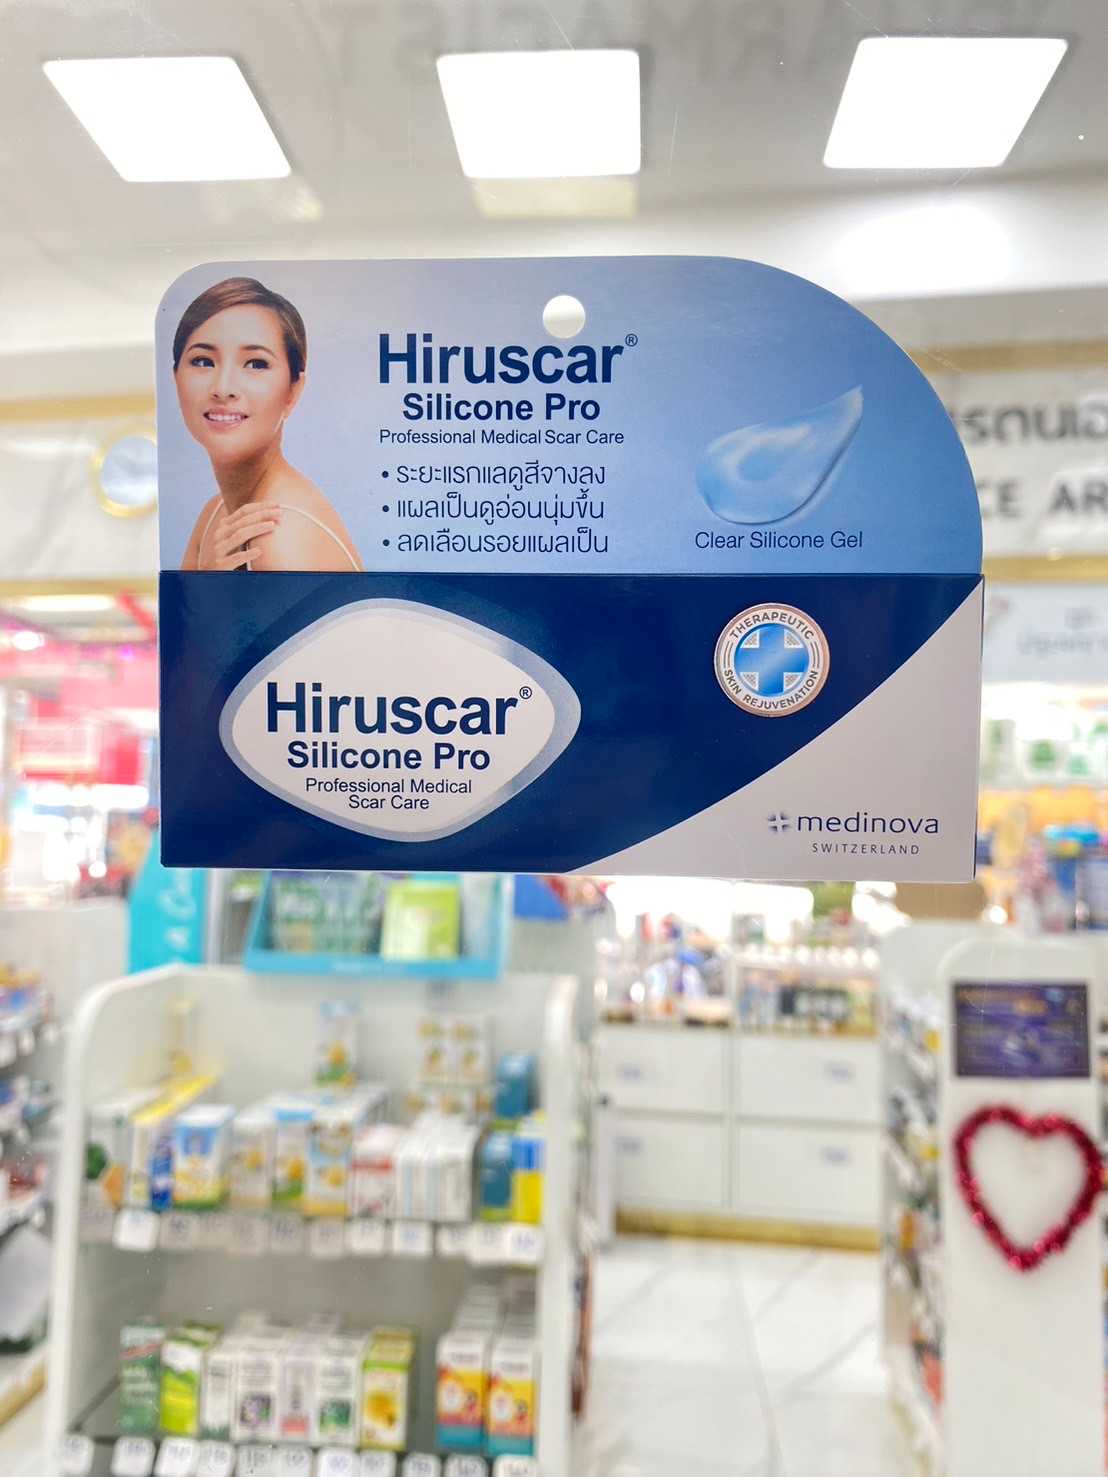 Hiruscar®
Silicone Pro
Professional Medical Scar Care
• ระยะแรกแลดูสีจางลง
• แผลเป็นดูอ่อนนุ่มขึ้น
• ลดเลือนรอยแผลเป็น
Clear Silicone Gel
Hiruscar®
Silicone Pro
Professional Medical
Scar Care
THERAPEUTIC
SKIN REJUVENATION
medinova
SWITZERLAND